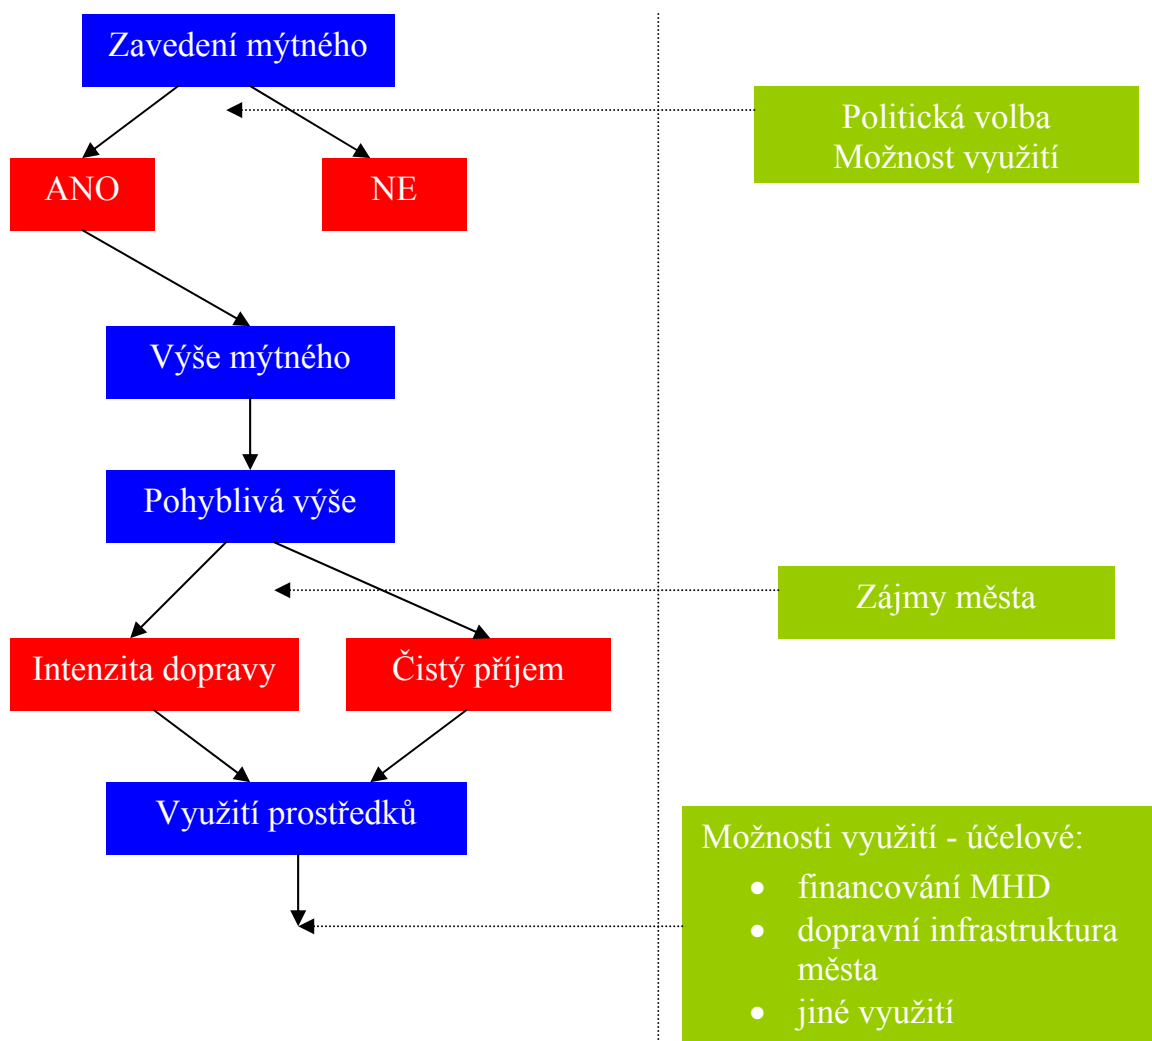 Zavedení mýtného
Politická volba
Možnost využití
ANO
NE
Výše mýtného
Pohyblivá výše
Zájmy města
Intenzita dopravy
Čistý příjem
Využití prostředků
Možnosti využití - účelové:
• financování MHD
• dopravní infrastruktura
města
• jiné využití